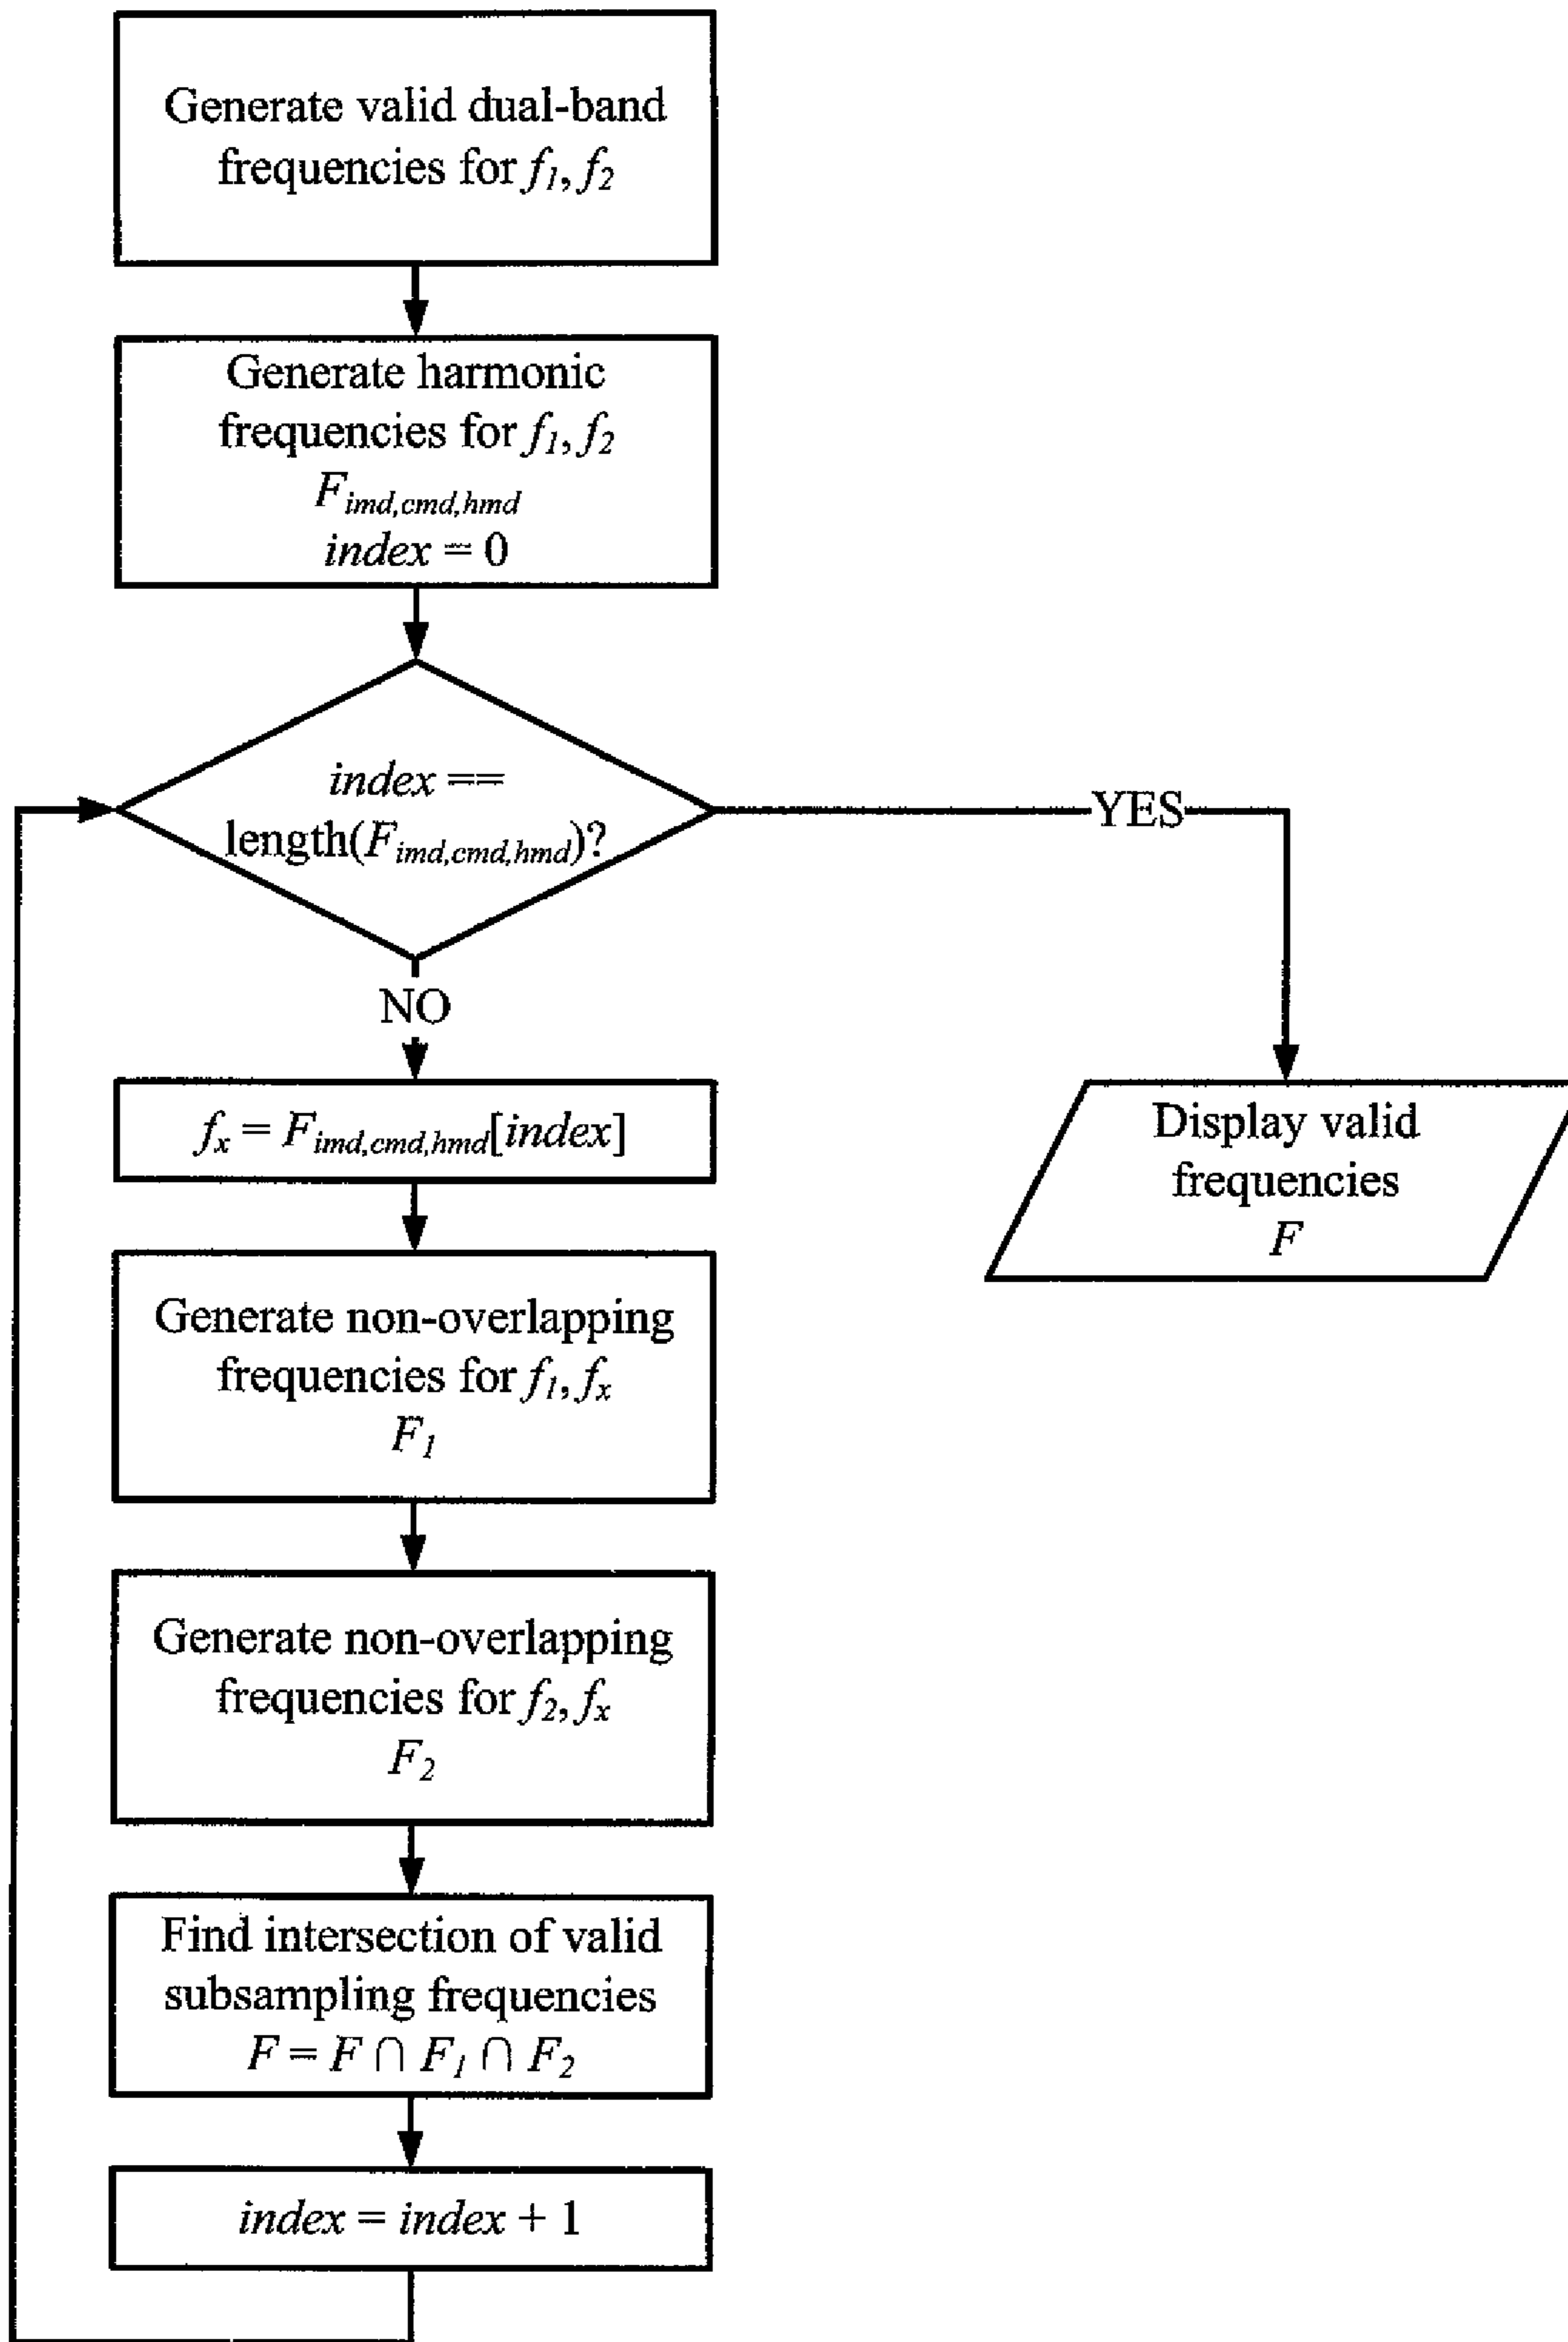 Generate valid dual-band
frequencies for f1, f2
Generate harmonic
frequencies for f1, f2
Fimd,cmd,hmd
index = 0
index ==
length(Fimd,cmd,hmd)?
YES
NO
fx = Fimd,cmd,hmd[index]
Display valid
frequencies
F
Generate non-overlapping
frequencies for f1, fx
F1
Generate non-overlapping
frequencies for f2, fx
F2
Find intersection of valid
subsampling frequencies
F = F ∩ F1 ∩ F2
index = index + 1